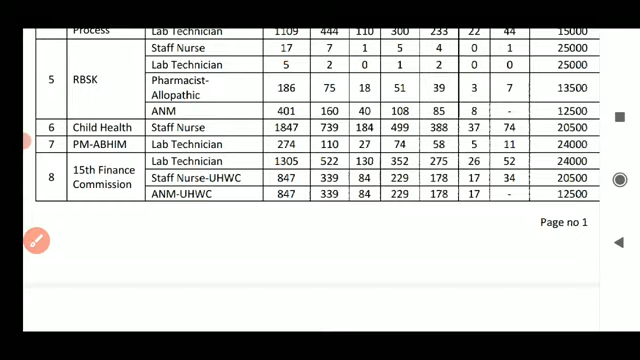 Process Lab Technician 1109 444 110 300 233 22 44 15000
5 RBSK Staff Nurse 17 7 1 5 4 0 1 25000
Lab Technician 5 2 0 1 2 0 0 25000
Pharmacist-Allopathic 186 75 18 51 39 3 7 13500
ANM 401 160 40 108 85 8 - 12500
6 Child Health Staff Nurse 1847 739 184 499 388 37 74 20500
7 PM-ABHIM Lab Technician 274 110 27 74 58 5 11 24000
8 15th Finance Commission Lab Technician 1305 522 130 352 275 26 52 24000
Staff Nurse-UHWC 847 339 84 229 178 17 34 20500
ANM-UHWC 847 339 84 229 178 17 - 12500
Page no 1